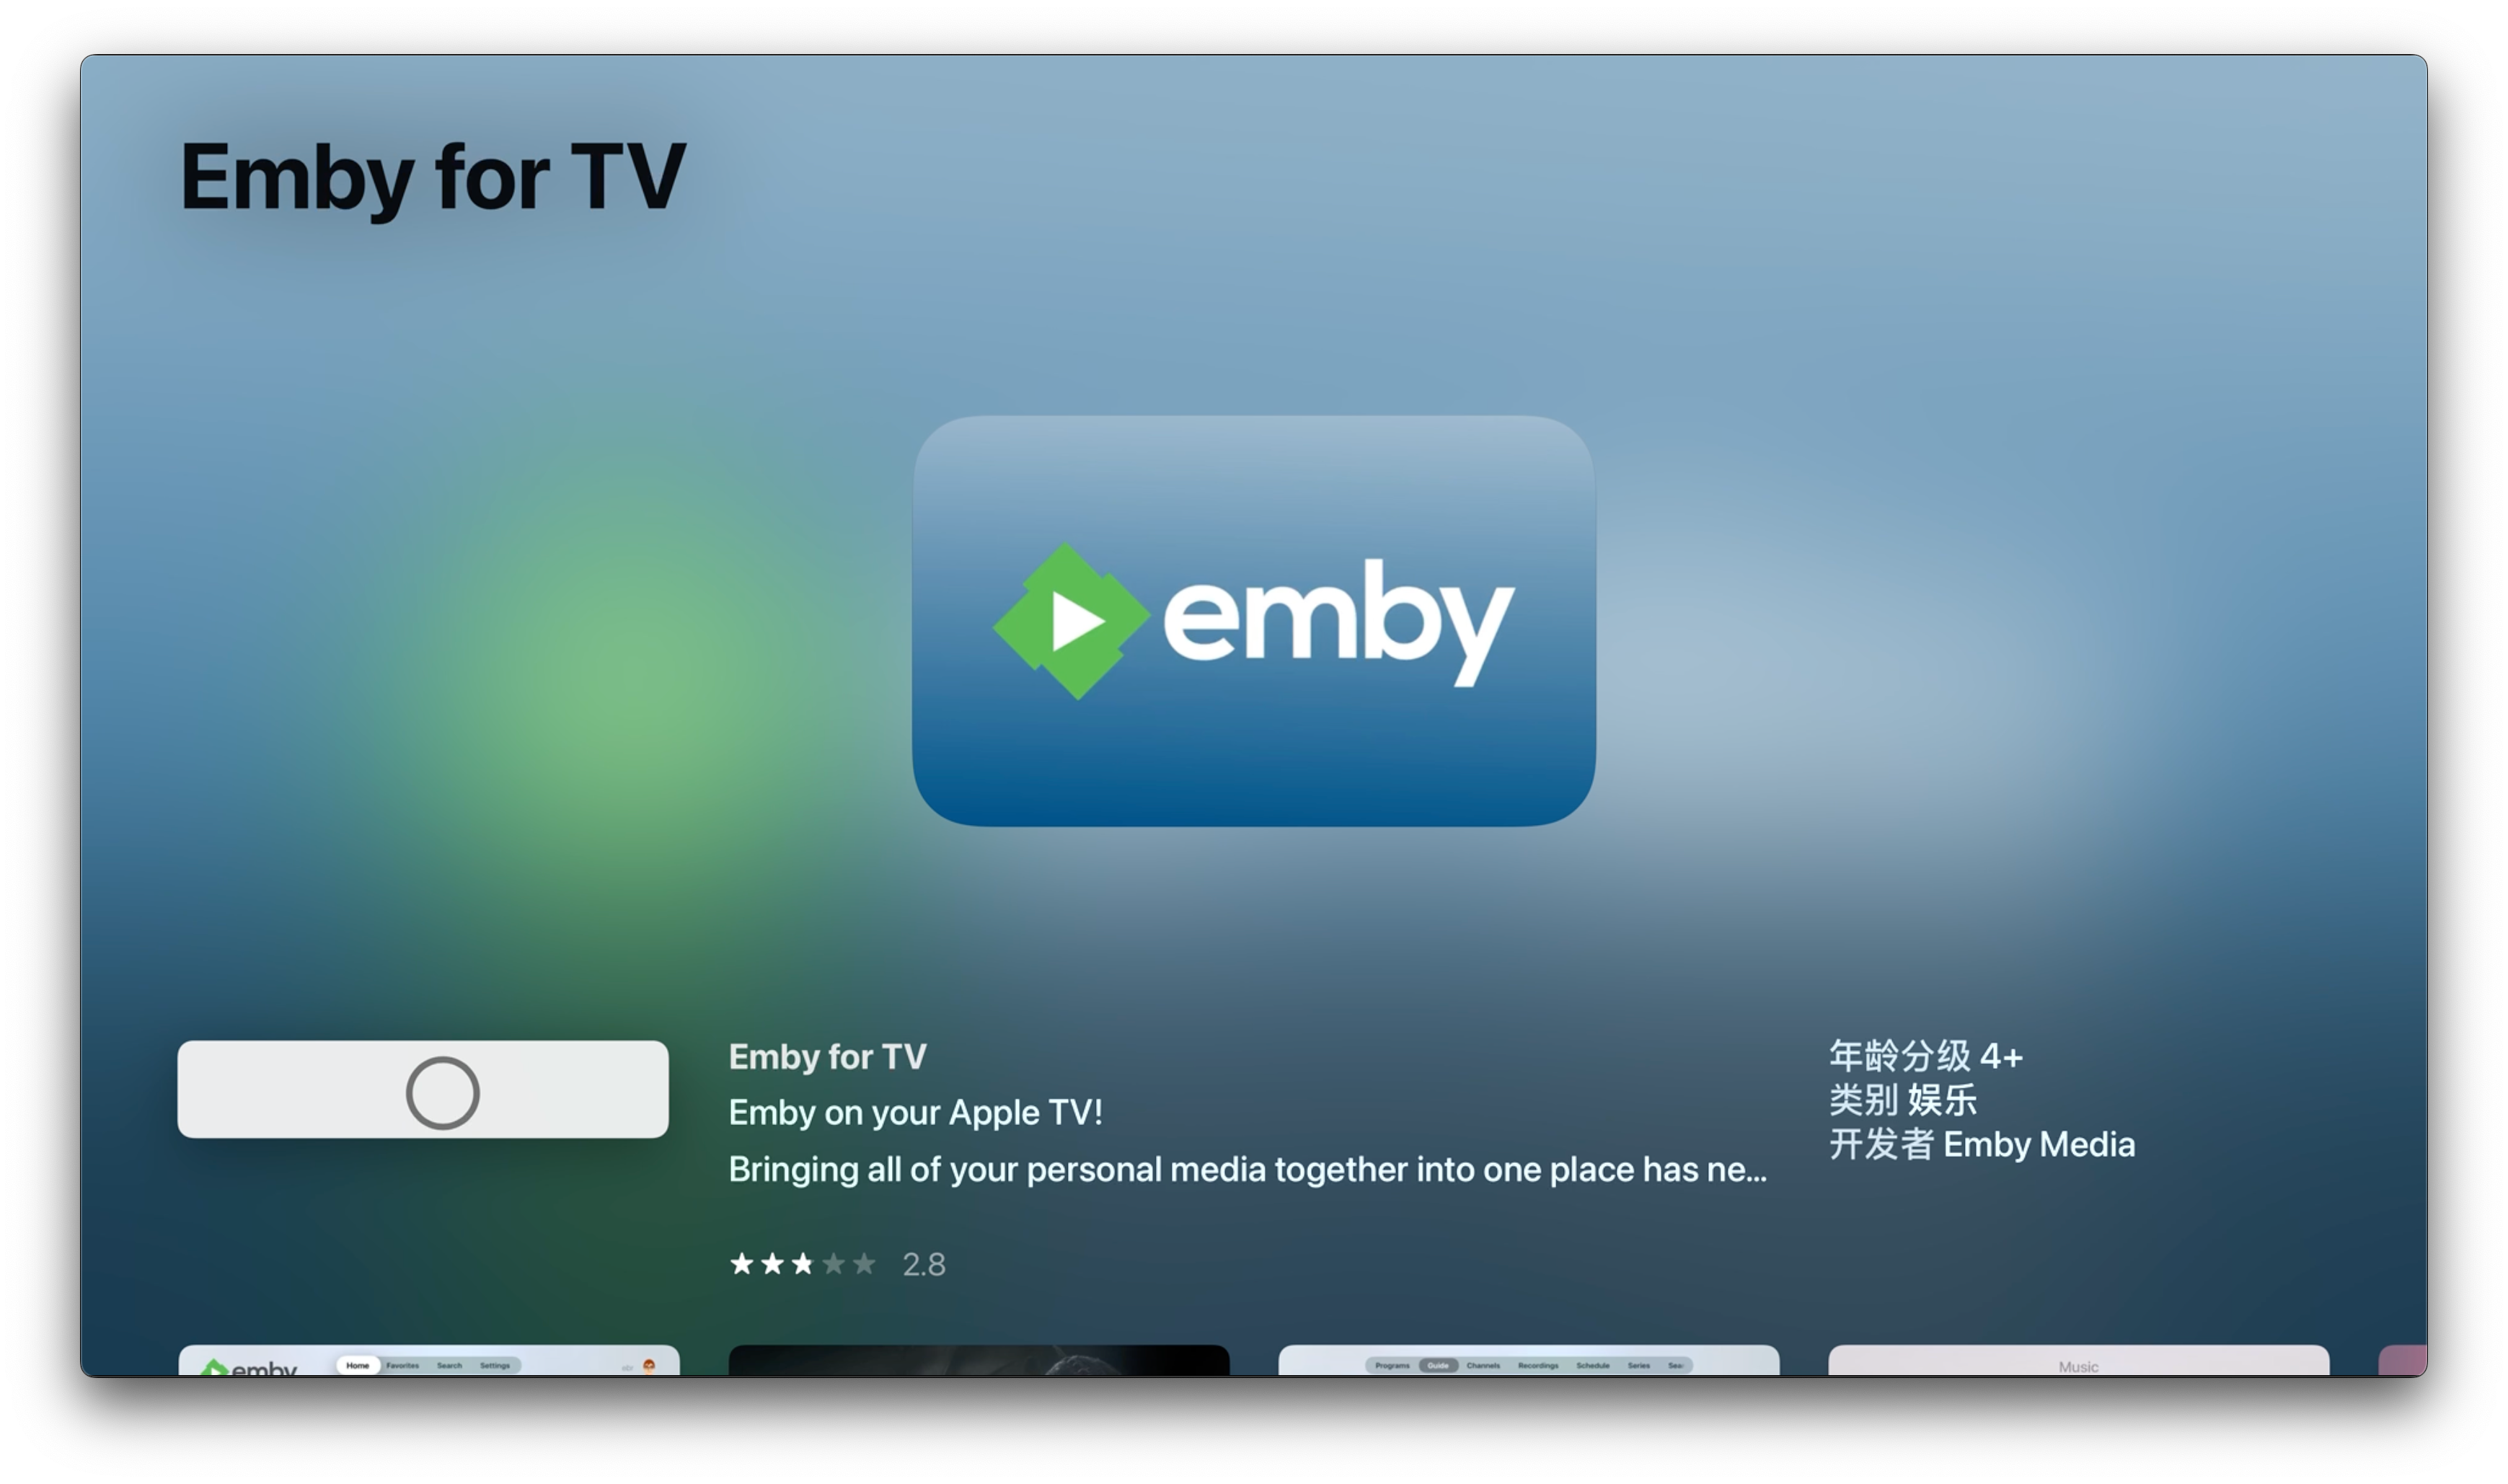 Emby for TV
emby
Emby for TV
Emby on your Apple TV!
Bringing all of your personal media together into one place has ne...
2.8
年龄分级 4+
类别 娱乐
开发者 Emby Media
emby
Home Favorites Search Settings
Programs Guide Channels Recordings Schedule Series
Music